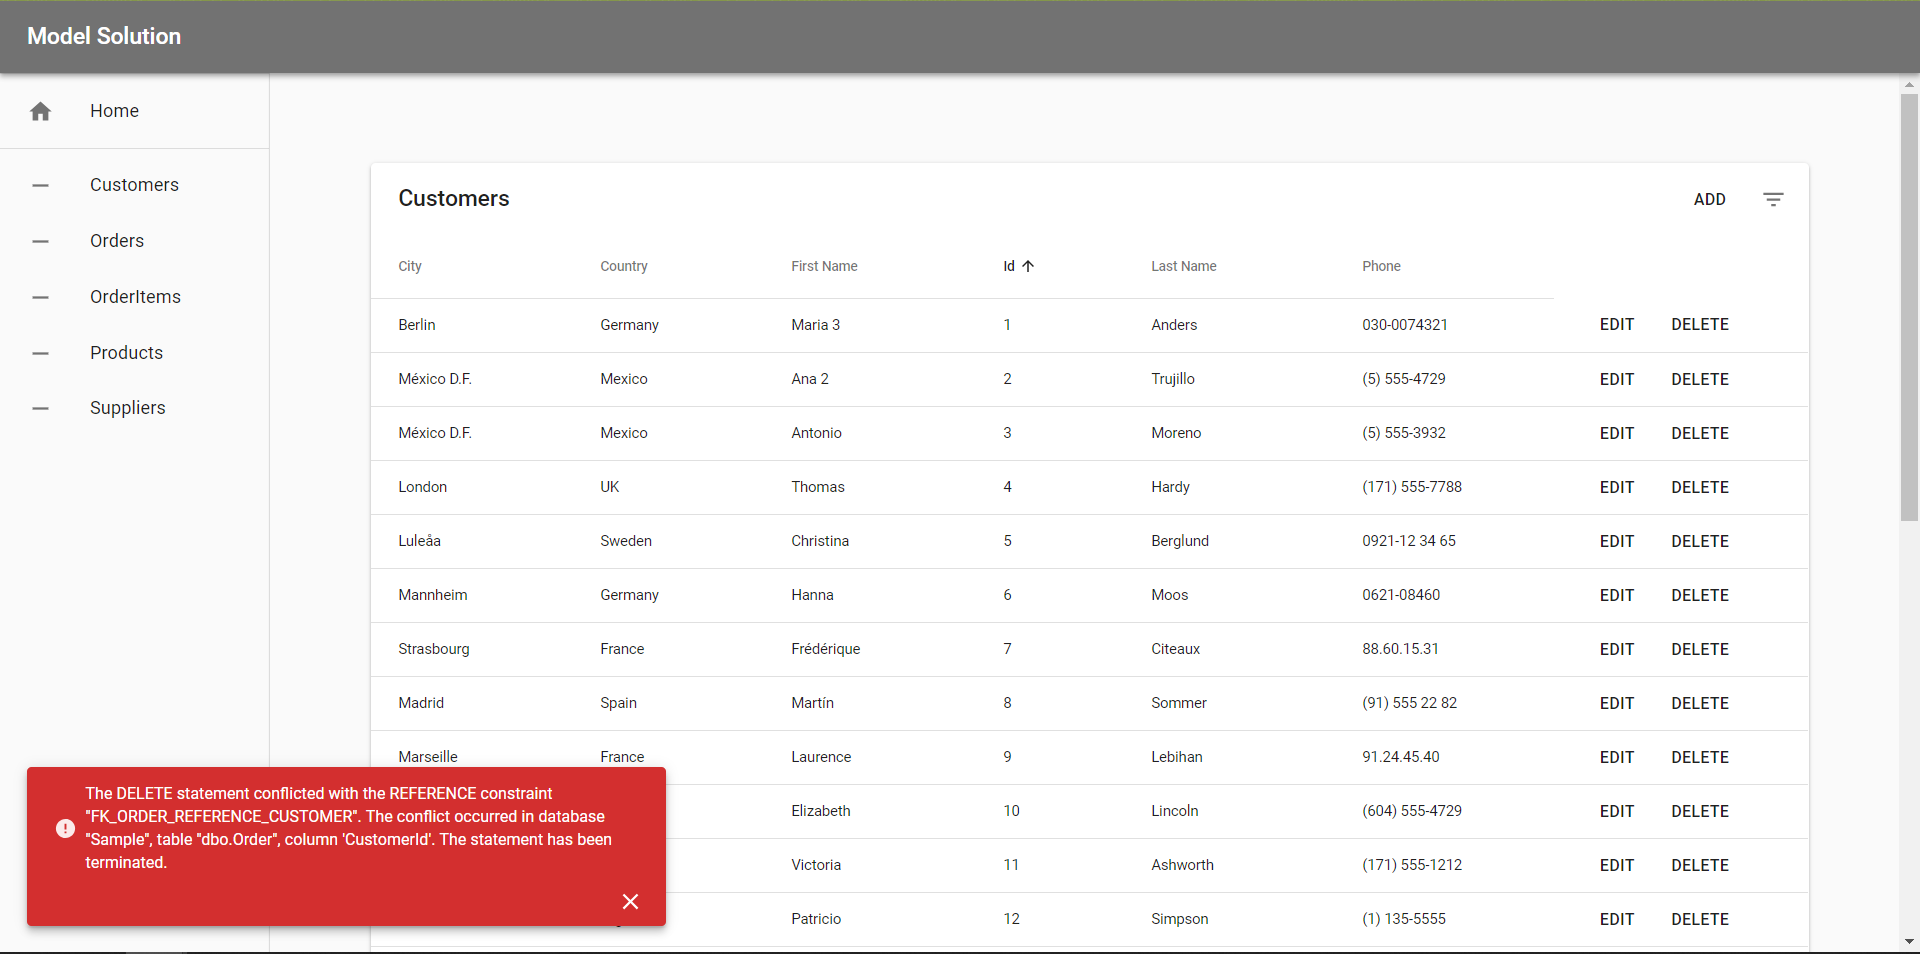 Model Solution
Home
Customers
Orders
OrderItems
Products
Suppliers
Customers
ADD
City Country First Name Id Last Name Phone
Berlin Germany Maria 3 1 Anders 030-0074321 EDIT DELETE
México D.F. Mexico Ana 2 2 Trujillo (5) 555-4729 EDIT DELETE
México D.F. Mexico Antonio 3 Moreno (5) 555-3932 EDIT DELETE
London UK Thomas 4 Hardy (171) 555-7788 EDIT DELETE
Luleåa Sweden Christina 5 Berglund 0921-12 34 65 EDIT DELETE
Mannheim Germany Hanna 6 Moos 0621-08460 EDIT DELETE
Strasbourg France Frédérique 7 Citeaux 88.60.15.31 EDIT DELETE
Madrid Spain Martín 8 Sommer (91) 555 22 82 EDIT DELETE
Marseille France Laurence 9 Lebihan 91.24.45.40 EDIT DELETE
Elizabeth 10 Lincoln (604) 555-4729 EDIT DELETE
Victoria 11 Ashworth (171) 555-1212 EDIT DELETE
Patricio 12 Simpson (1) 135-5555 EDIT DELETE
The DELETE statement conflicted with the REFERENCE constraint
"FK_ORDER_REFERENCE_CUSTOMER". The conflict occurred in database
"Sample", table "dbo.Order", column 'CustomerId'. The statement has been
terminated.